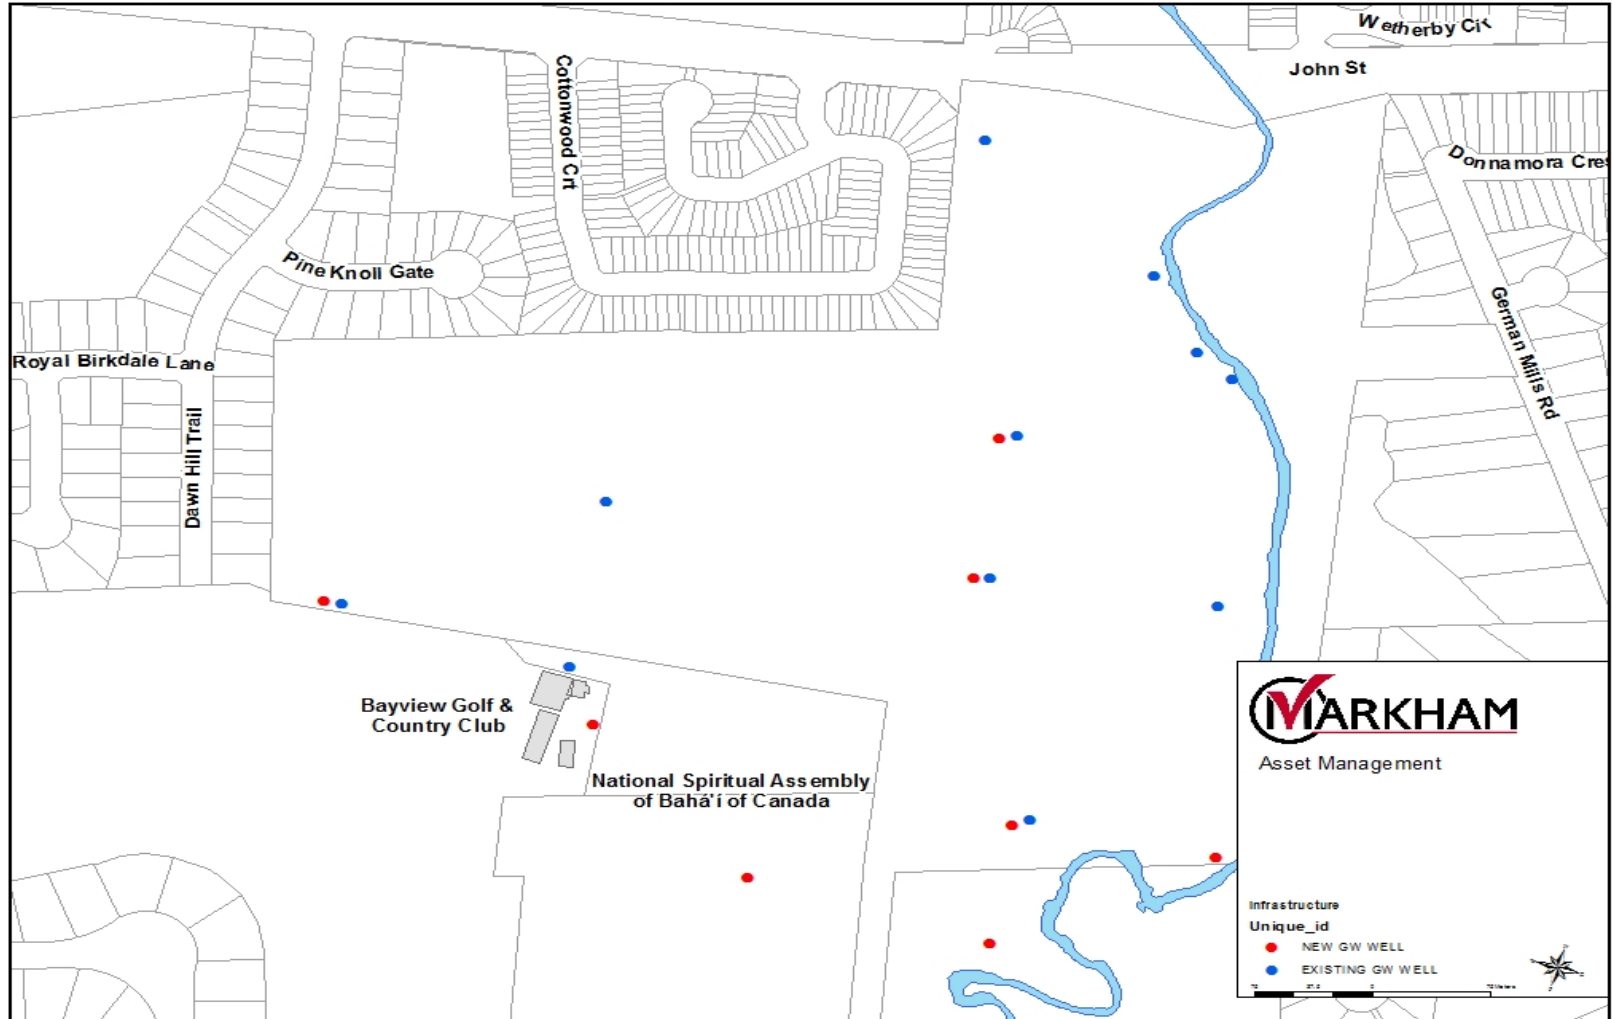 Wetherby Cir
John St
Cottonwood Crt
Donnamora Cres
Pine Knoll Gate
German Mills Rd
Royal Birkdale Lane
Dawn Hill Trail
Bayview Golf &
Country Club
National Spiritual Assembly
of Bahá'í of Canada
MARKHAM
Asset Management
Infrastructure
Unique_id
NEW GW WELL
EXISTING GW WELL